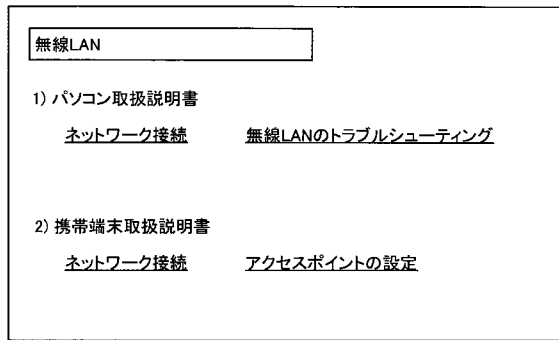 無線LAN
1) パソコン取扱説明書
ネットワーク接続 無線LANのトラブルシューティング
2) 携帯端末取扱説明書
ネットワーク接続 アクセスポイントの設定